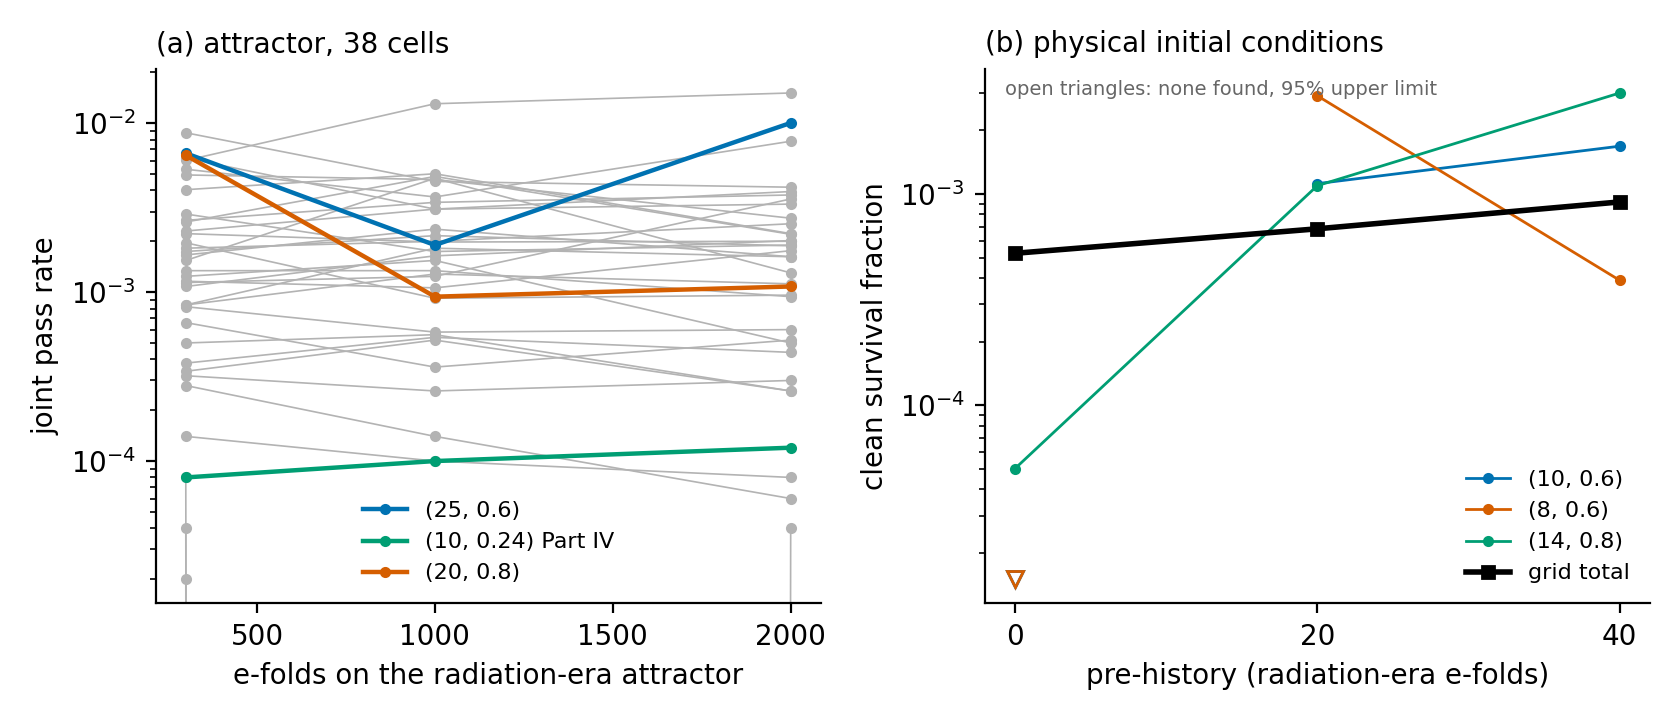 (a) attractor, 38 cells
joint pass rate
10⁻²
10⁻³
10⁻⁴
(25, 0.6)
(10, 0.24) Part IV
(20, 0.8)
500 1000 1500 2000
e-folds on the radiation-era attractor
(b) physical initial conditions
open triangles: none found, 95% upper limit
clean survival fraction
10⁻³
10⁻⁴
(10, 0.6)
(8, 0.6)
(14, 0.8)
grid total
0 20 40
pre-history (radiation-era e-folds)